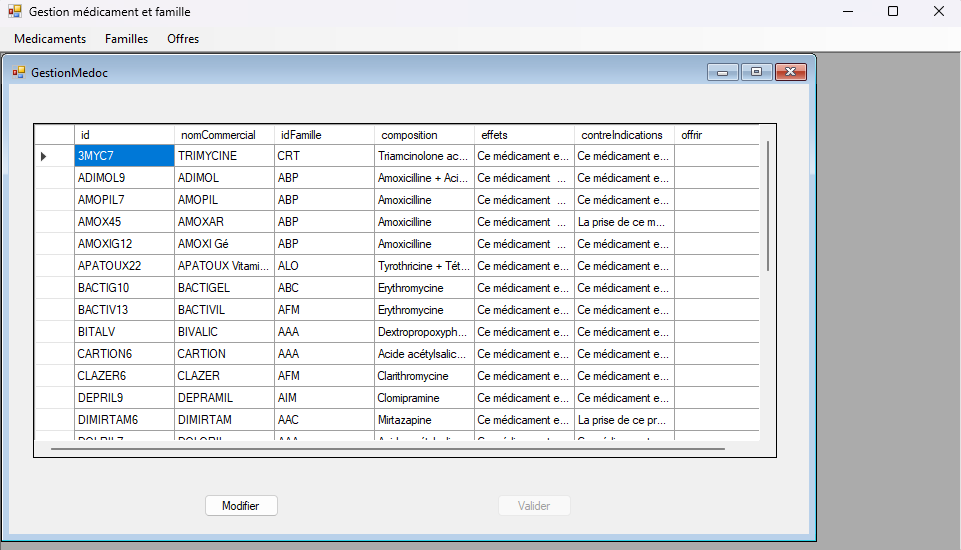 Gestion médicament et famille
Medicaments Familles Offres
GestionMedoc
id nomCommercial idFamille composition effets contreIndications offrir
3MYC7 TRIMYCINE CRT Triamcinolone ac... Ce médicament e... Ce médicament e...
ADIMOL9 ADIMOL ABP Amoxicilline + Aci... Ce médicament ... Ce médicament e...
AMOPIL7 AMOPIL ABP Amoxicilline Ce médicament ... Ce médicament e...
AMOX45 AMOXAR ABP Amoxicilline Ce médicament ... La prise de ce m...
AMOXIG12 AMOXI Gé ABP Amoxicilline Ce médicament ... Ce médicament e...
APATOUX22 APATOUX Vitami... ALO Tyrothricine + Tét... Ce médicament e... Ce médicament e...
BACTIG10 BACTIGEL ABC Erythromycine Ce médicament e... Ce médicament e...
BACTIV13 BACTIVIL AFM Erythromycine Ce médicament e... Ce médicament e...
BITALV BIVALIC AAA Dextropropoxyph... Ce médicament e... Ce médicament e...
CARTION6 CARTION AAA Acide acétylsalic... Ce médicament e... Ce médicament e...
CLAZER6 CLAZER AFM Clarithromycine Ce médicament e... Ce médicament e...
DEPRIL9 DEPRAMIL AIM Clomipramine Ce médicament e... Ce médicament e...
DIMIRTAM6 DIMIRTAM AAC Mirtazapine Ce médicament e... La prise de ce pr...
Modifier Valider